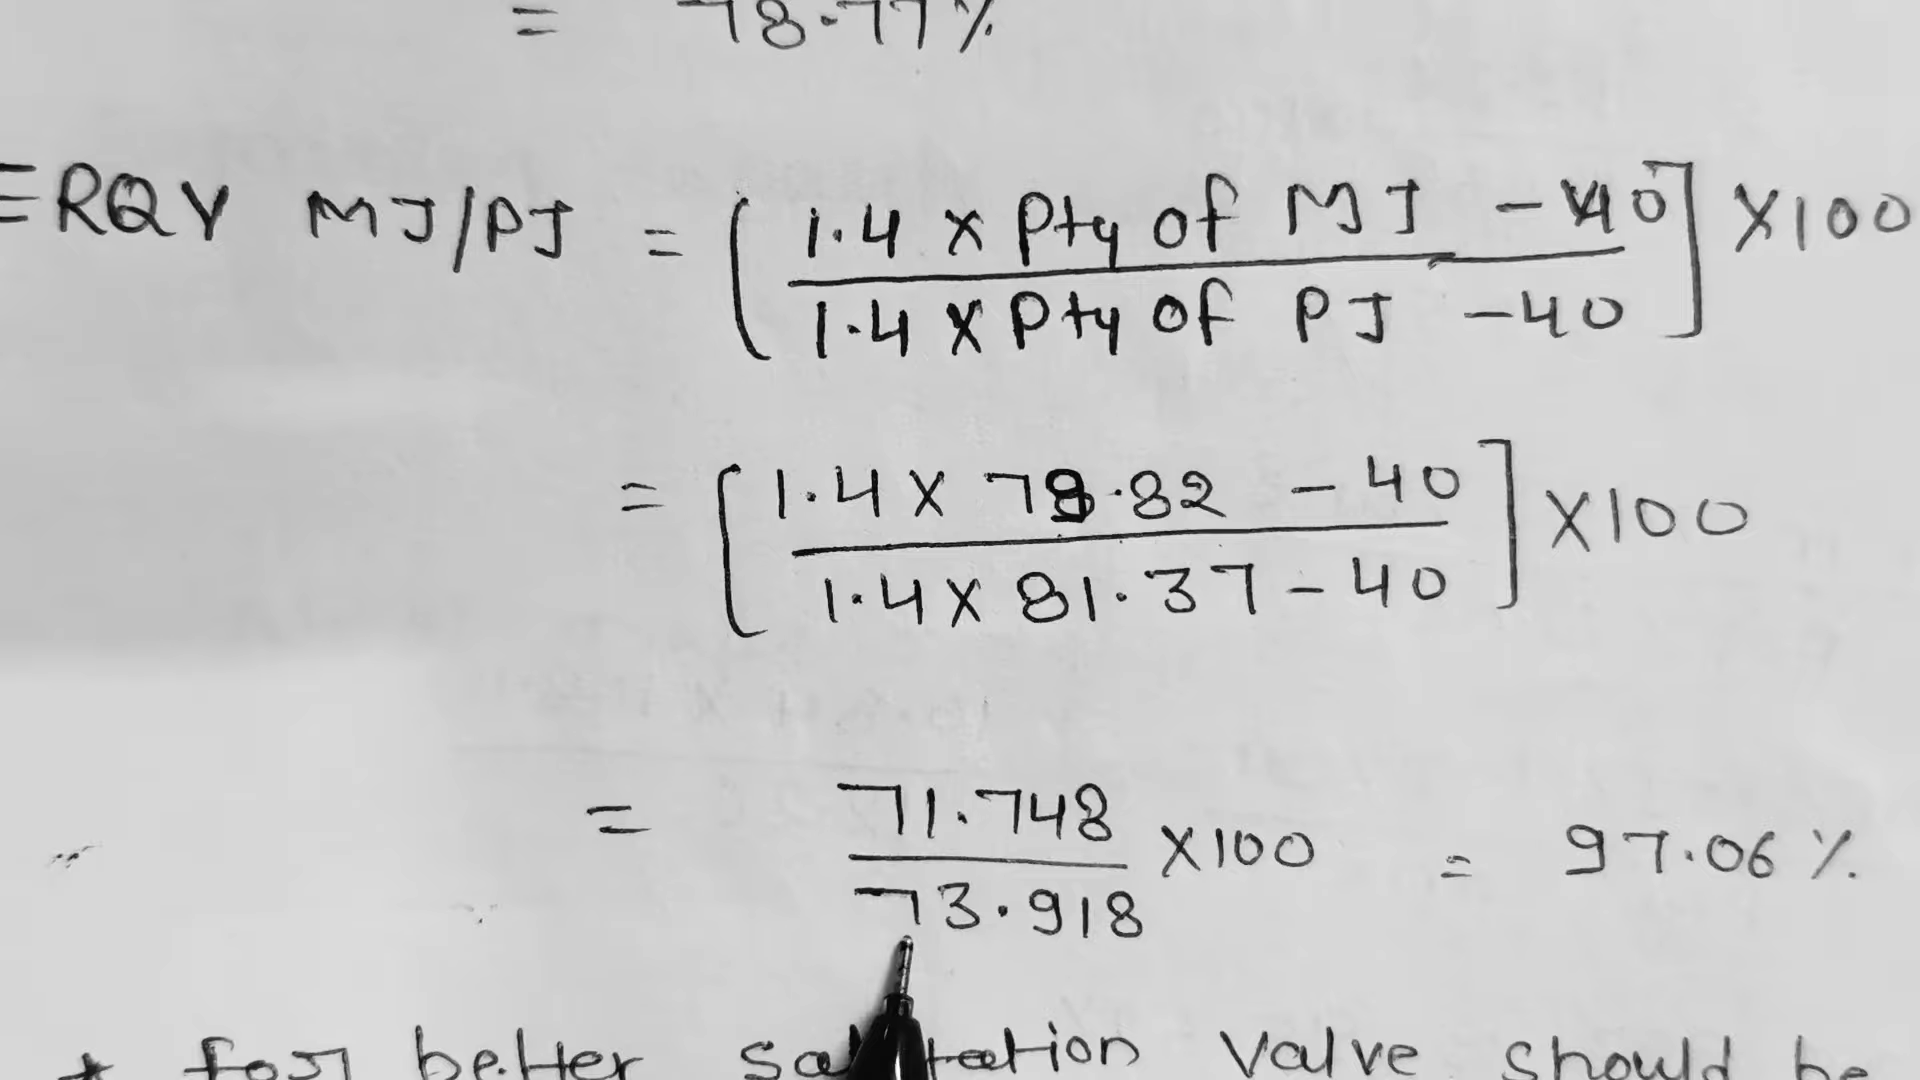 = 78.77%
ERQV MJ/PJ = (1.4 x Pty of MJ - 40 / 1.4 x Pty of PJ - 40] X100
= [1.4 X 79.82 - 40 / 1.4 X 81.37 - 40] X100
= 71.748 / 73.918 X100 = 97.06 %.
* for better Valve should be